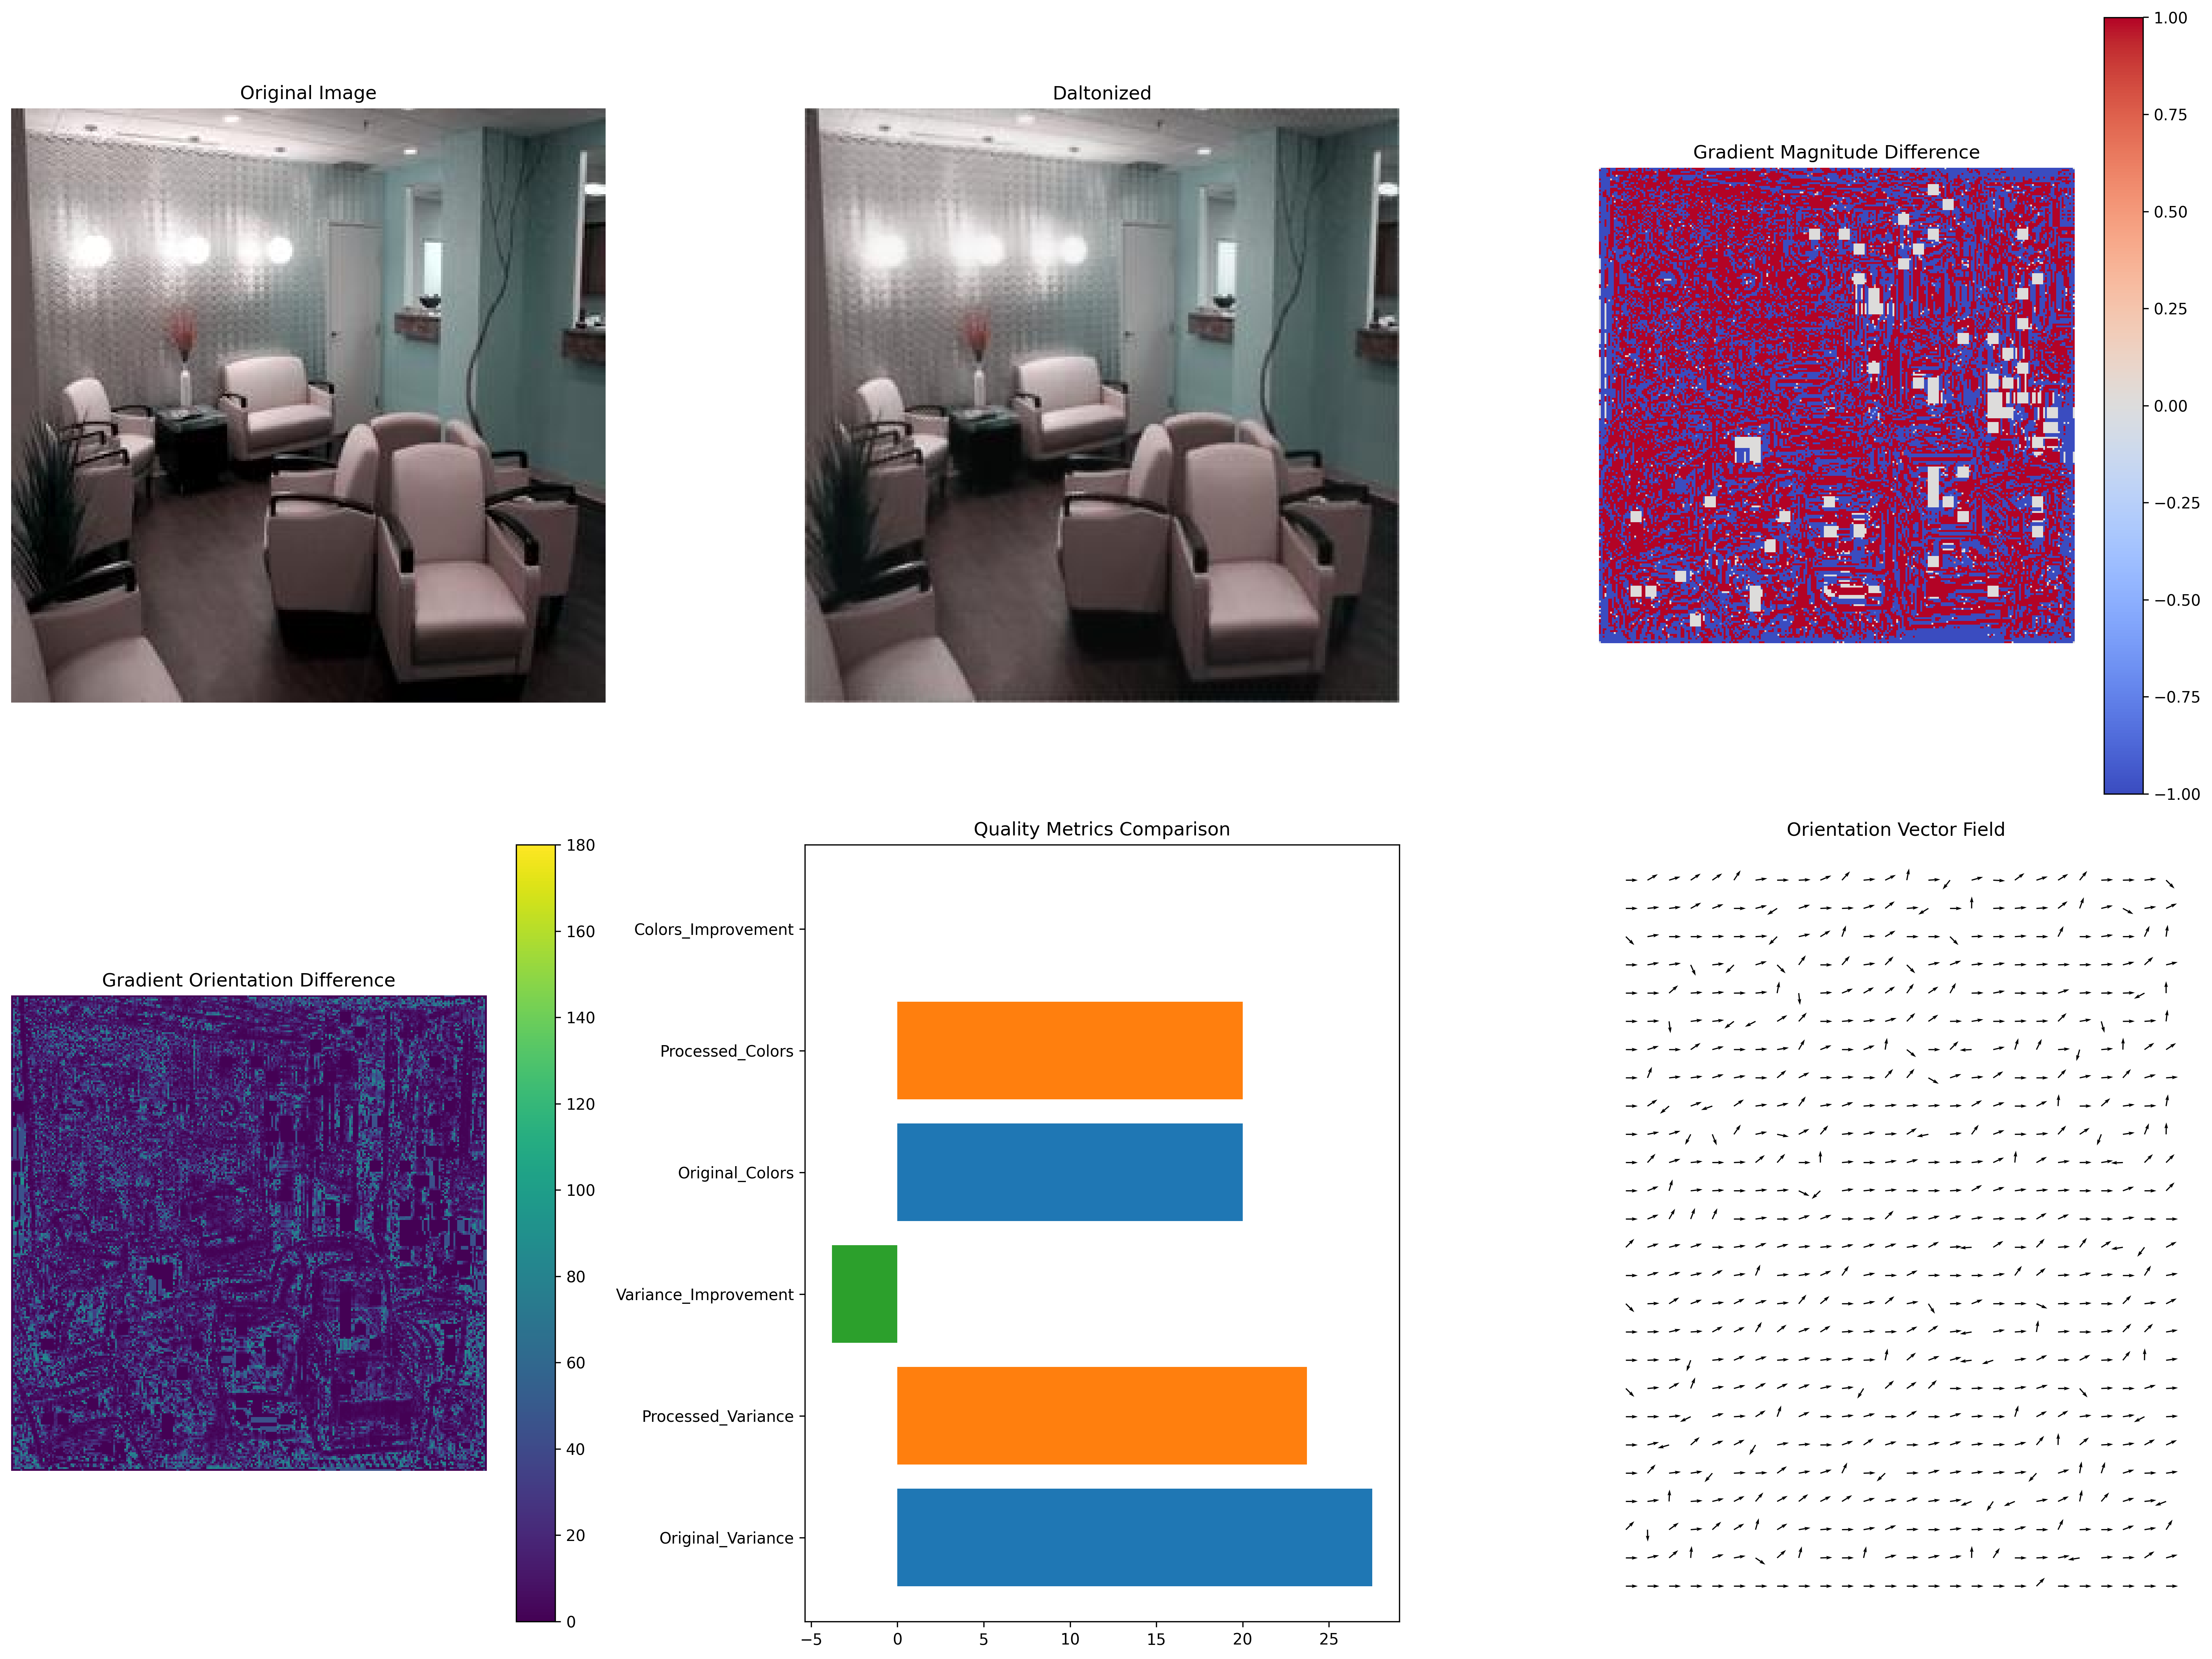 Original Image
Daltonized
Gradient Magnitude Difference
1.00
0.75
0.50
0.25
0.00
−0.25
−0.50
−0.75
−1.00
Gradient Orientation Difference
180
160
140
120
100
80
60
40
20
0
Quality Metrics Comparison
Colors_Improvement
Processed_Colors
Original_Colors
Variance_Improvement
Processed_Variance
Original_Variance
−5 0 5 10 15 20 25
Orientation Vector Field